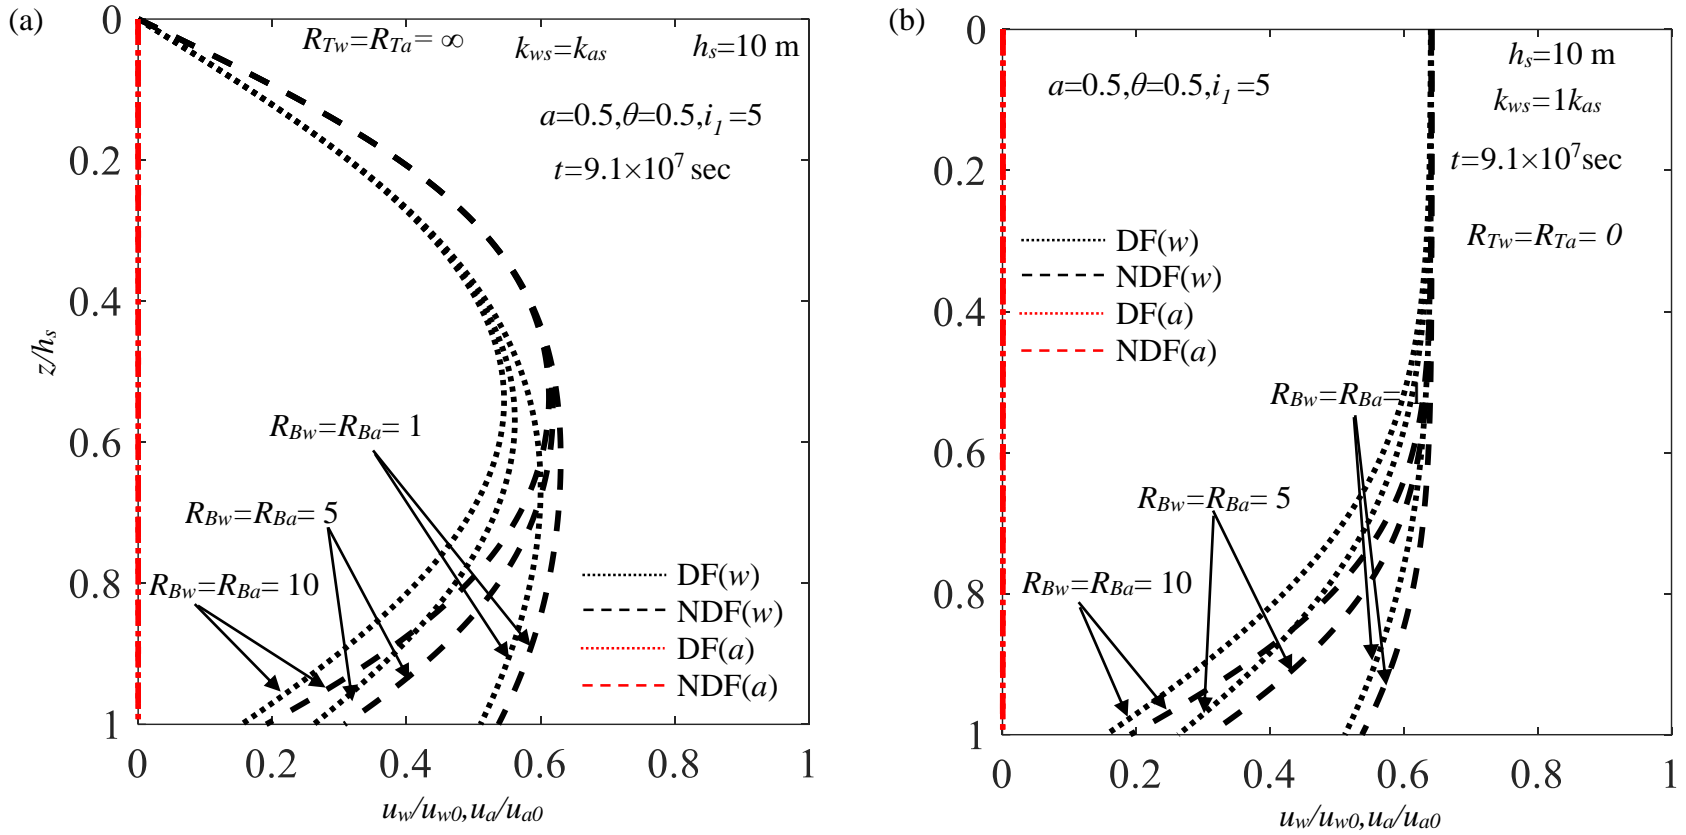 (a)
R_Tw=R_Ta= ∞
k_ws=k_as
h_s=10 m
a=0.5,θ=0.5,i_1=5
t=9.1×10^7 sec
0
0.2
0.4
0.6
0.8
1
z/h_s
R_Bw=R_Ba= 1
R_Bw=R_Ba= 5
R_Bw=R_Ba= 10
DF(w)
NDF(w)
DF(a)
NDF(a)
0 0.2 0.4 0.6 0.8 1
u_w/u_w0,u_a/u_a0
(b)
h_s=10 m
a=0.5,θ=0.5,i_1=5
k_ws=1k_as
t=9.1×10^7 sec
R_Tw=R_Ta= 0
0
0.2
0.4
0.6
0.8
1
DF(w)
NDF(w)
DF(a)
NDF(a)
R_Bw=R_Ba= 1
R_Bw=R_Ba= 5
R_Bw=R_Ba= 10
0 0.2 0.4 0.6 0.8 1
u_w/u_w0,u_a/u_a0